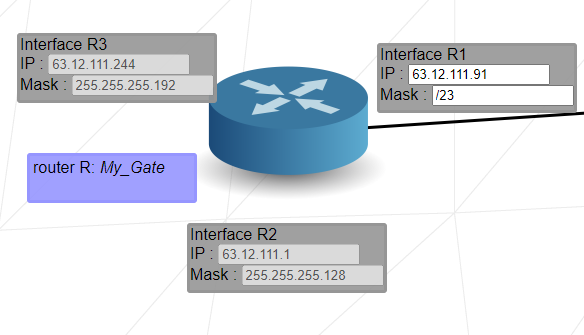 Interface R3
IP : 63.12.111.244
Mask : 255.255.255.192
Interface R1
IP : 63.12.111.91
Mask : /23
router R: My_Gate
Interface R2
IP : 63.12.111.1
Mask : 255.255.255.128